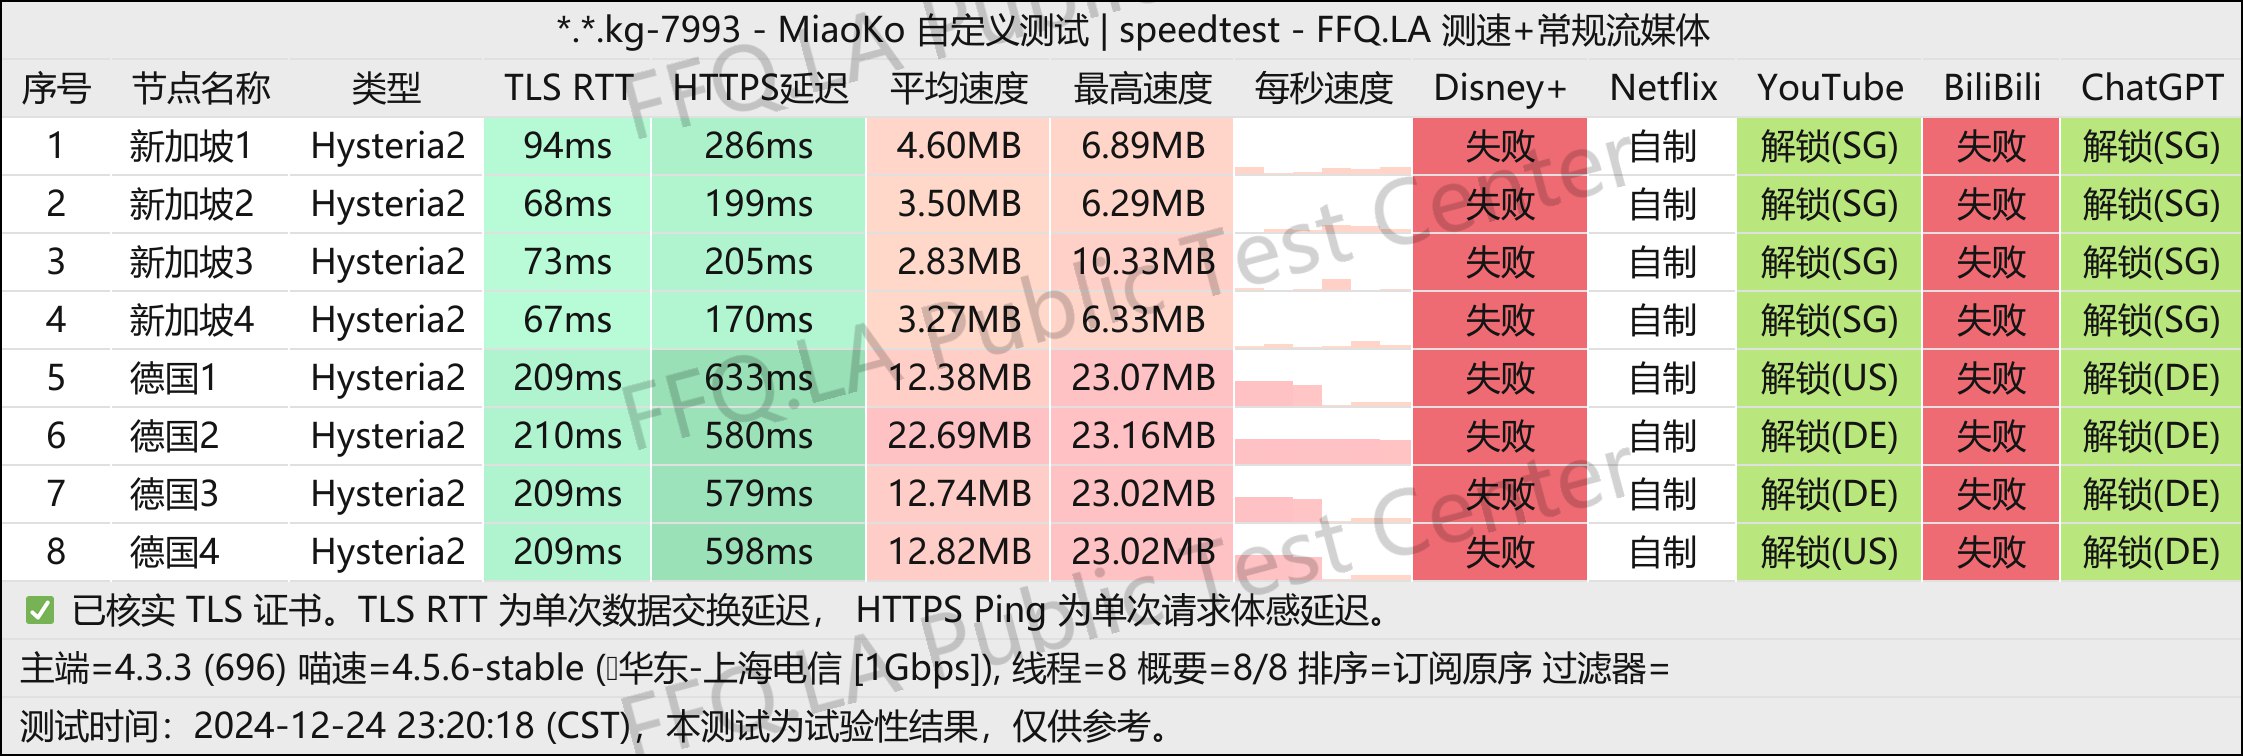 *.*.kg-7993 - MiaoKo 自定义测试 | speedtest - FFQ.LA 测速+常规流媒体
序号 节点名称 类型 TLS RTT HTTPS延迟 平均速度 最高速度 每秒速度 Disney+ Netflix YouTube BiliBili ChatGPT
1 新加坡1 Hysteria2 94ms 286ms 4.60MB 6.89MB 失败 自制 解锁(SG) 失败 解锁(SG)
2 新加坡2 Hysteria2 68ms 199ms 3.50MB 6.29MB 失败 自制 解锁(SG) 失败 解锁(SG)
3 新加坡3 Hysteria2 73ms 205ms 2.83MB 10.33MB 失败 自制 解锁(SG) 失败 解锁(SG)
4 新加坡4 Hysteria2 67ms 170ms 3.27MB 6.33MB 失败 自制 解锁(SG) 失败 解锁(SG)
5 德国1 Hysteria2 209ms 633ms 12.38MB 23.07MB 失败 自制 解锁(US) 失败 解锁(DE)
6 德国2 Hysteria2 210ms 580ms 22.69MB 23.16MB 失败 自制 解锁(DE) 失败 解锁(DE)
7 德国3 Hysteria2 209ms 579ms 12.74MB 23.02MB 失败 自制 解锁(DE) 失败 解锁(DE)
8 德国4 Hysteria2 209ms 598ms 12.82MB 23.02MB 失败 自制 解锁(US) 失败 解锁(DE)
✅ 已核实 TLS 证书。TLS RTT 为单次数据交换延迟， HTTPS Ping 为单次请求体感延迟。
主端=4.3.3 (696) 喵速=4.5.6-stable (华东-上海电信 [1Gbps]), 线程=8 概要=8/8 排序=订阅原序 过滤器=
测试时间：2024-12-24 23:20:18 (CST)，本测试为试验性结果，仅供参考。
FFQ.LA Public Test Center
FFQ.LA Public Test Center
FFQ.LA Public Test Center